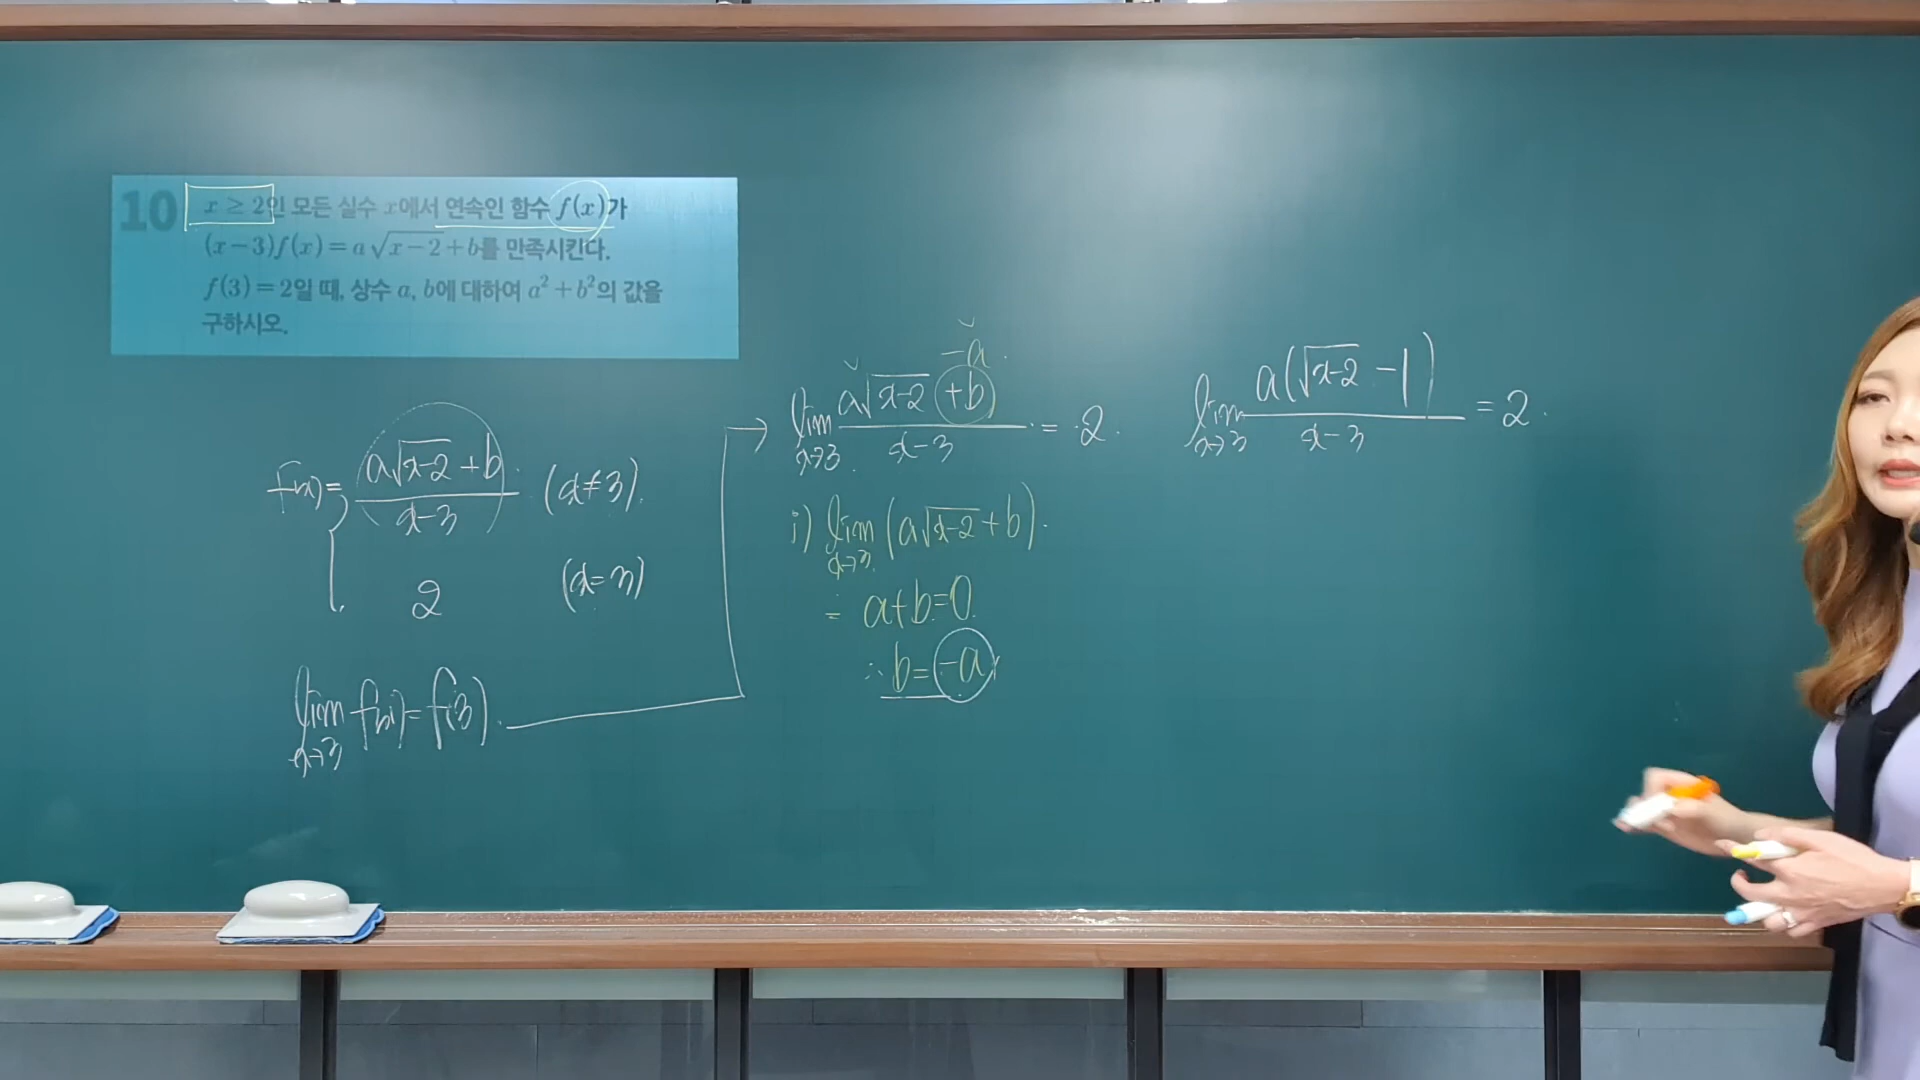 10 x ≥ 2인 모든 실수 x에서 연속인 함수 f(x)가
(x−3)f(x) = a√(x−2) + b를 만족시킨다.
f(3) = 2일 때, 상수 a, b에 대하여 a² + b²의 값을
구하시오.
f(x) = { (a√(x−2) + b)/(x−3) (x≠3).
2 (x=3)
lim x→3 f(x) = f(3).
→ lim x→3 (a√(x−2) + b)/(x−3) = 2.
−a.
i) lim x→3 (a√(x−2) + b).
= a+b=0.
∴ b = −a
lim x→3 a(√(x−2) − 1)/(x−3) = 2.